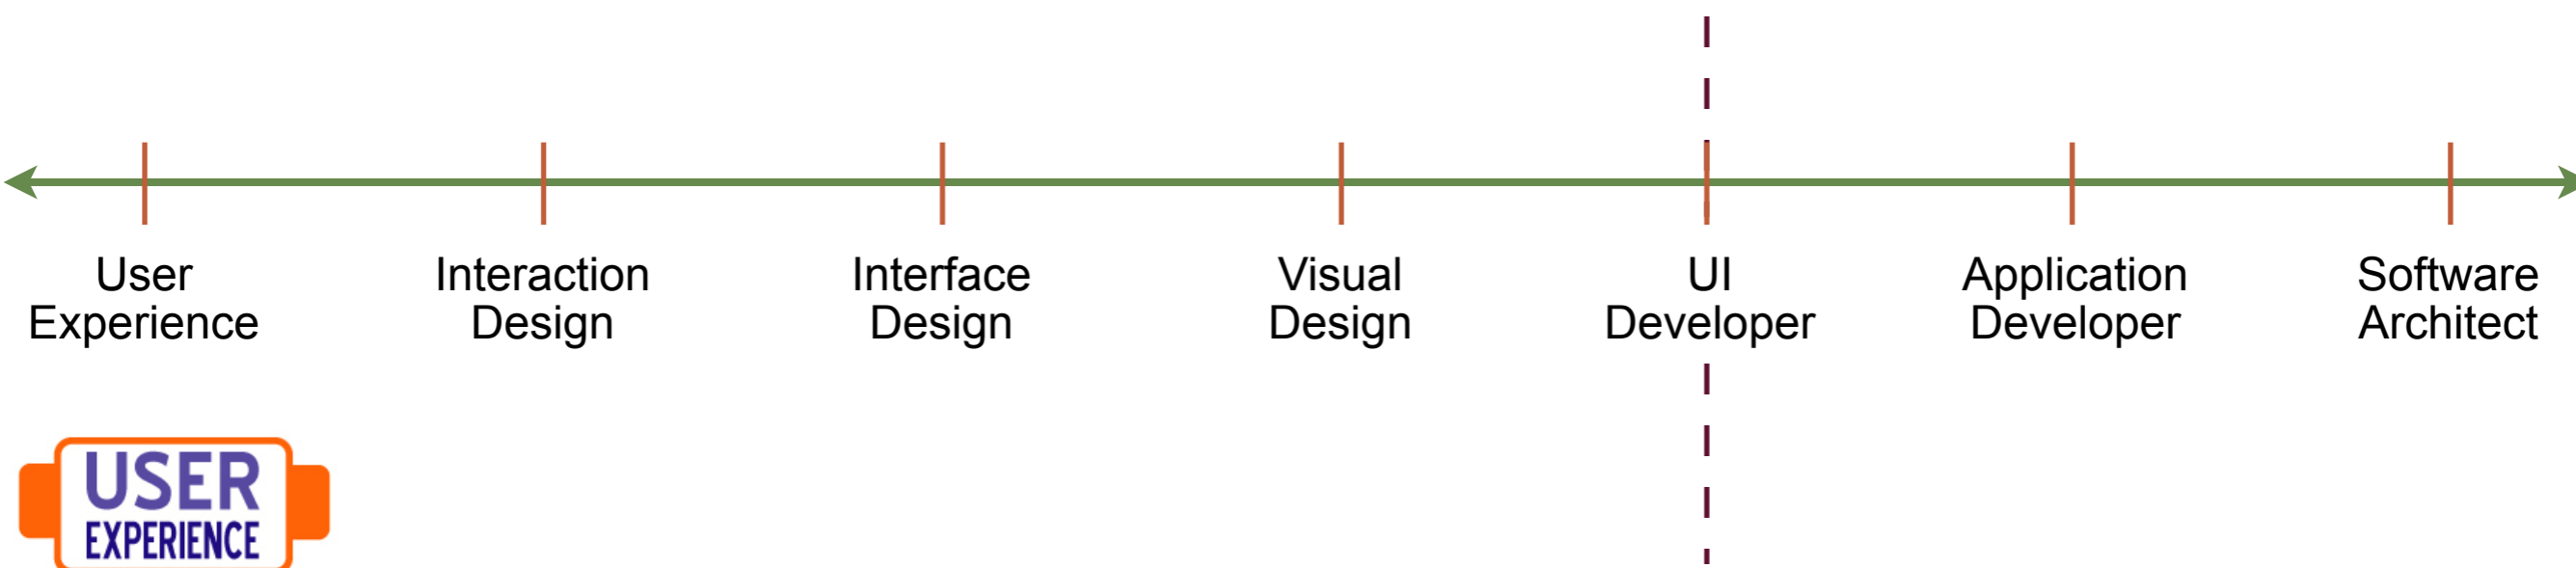 User
Experience
Interaction
Design
Interface
Design
Visual
Design
UI
Developer
Application
Developer
Software
Architect
USER
EXPERIENCE